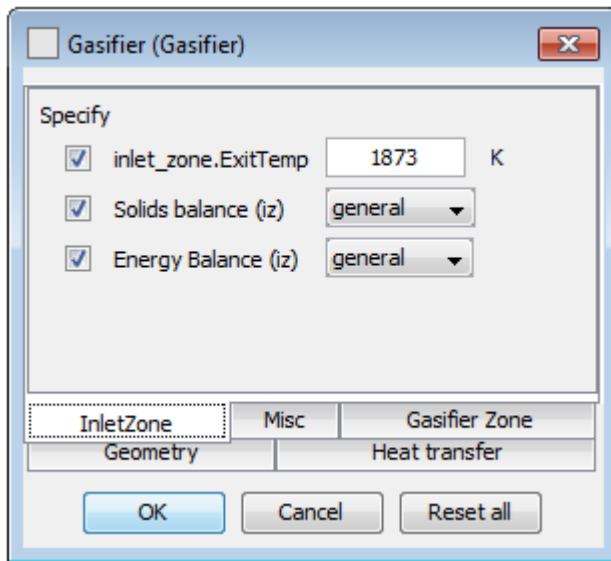 Gasifier (Gasifier)
Specify
inlet_zone.ExitTemp 1873 K
Solids balance (iz) general
Energy Balance (iz) general
InletZone Misc Gasifier Zone
Geometry Heat transfer
OK Cancel Reset all